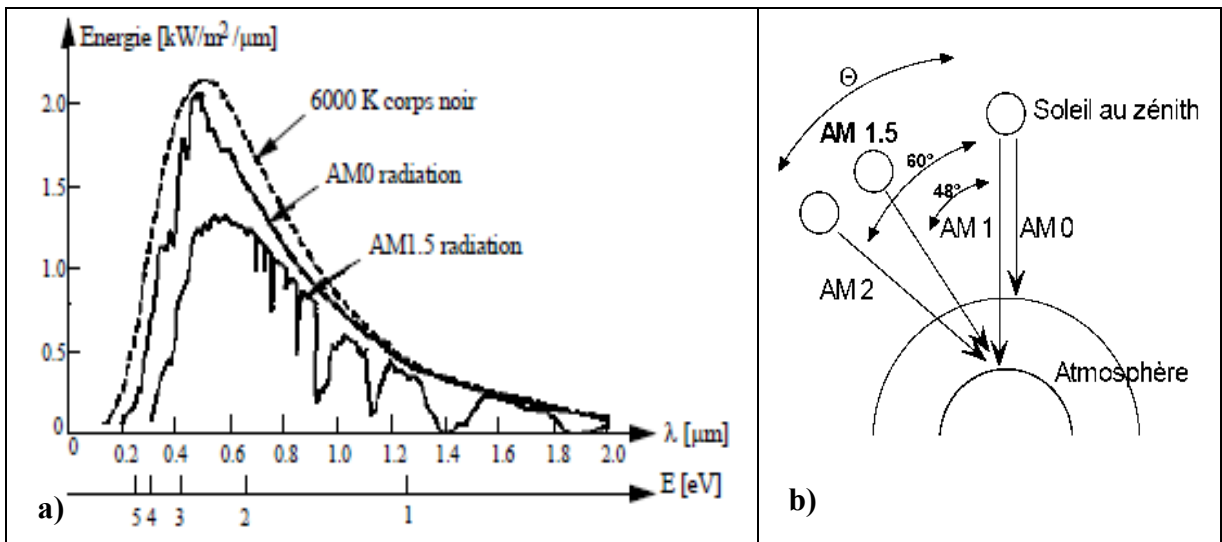 Energie [kW/m²/µm]
6000 K corps noir
AM0 radiation
AM1.5 radiation
2.0
1.5
1.0
0.5
0
0 0.2 0.4 0.6 0.8 1.0 1.2 1.4 1.6 1.8 2.0
λ [µm]
5 4 3 2 1
E [eV]
a)
Θ
Soleil au zénith
AM 1.5
60°
48°
AM 1 AM 0
AM 2
Atmosphère
b)